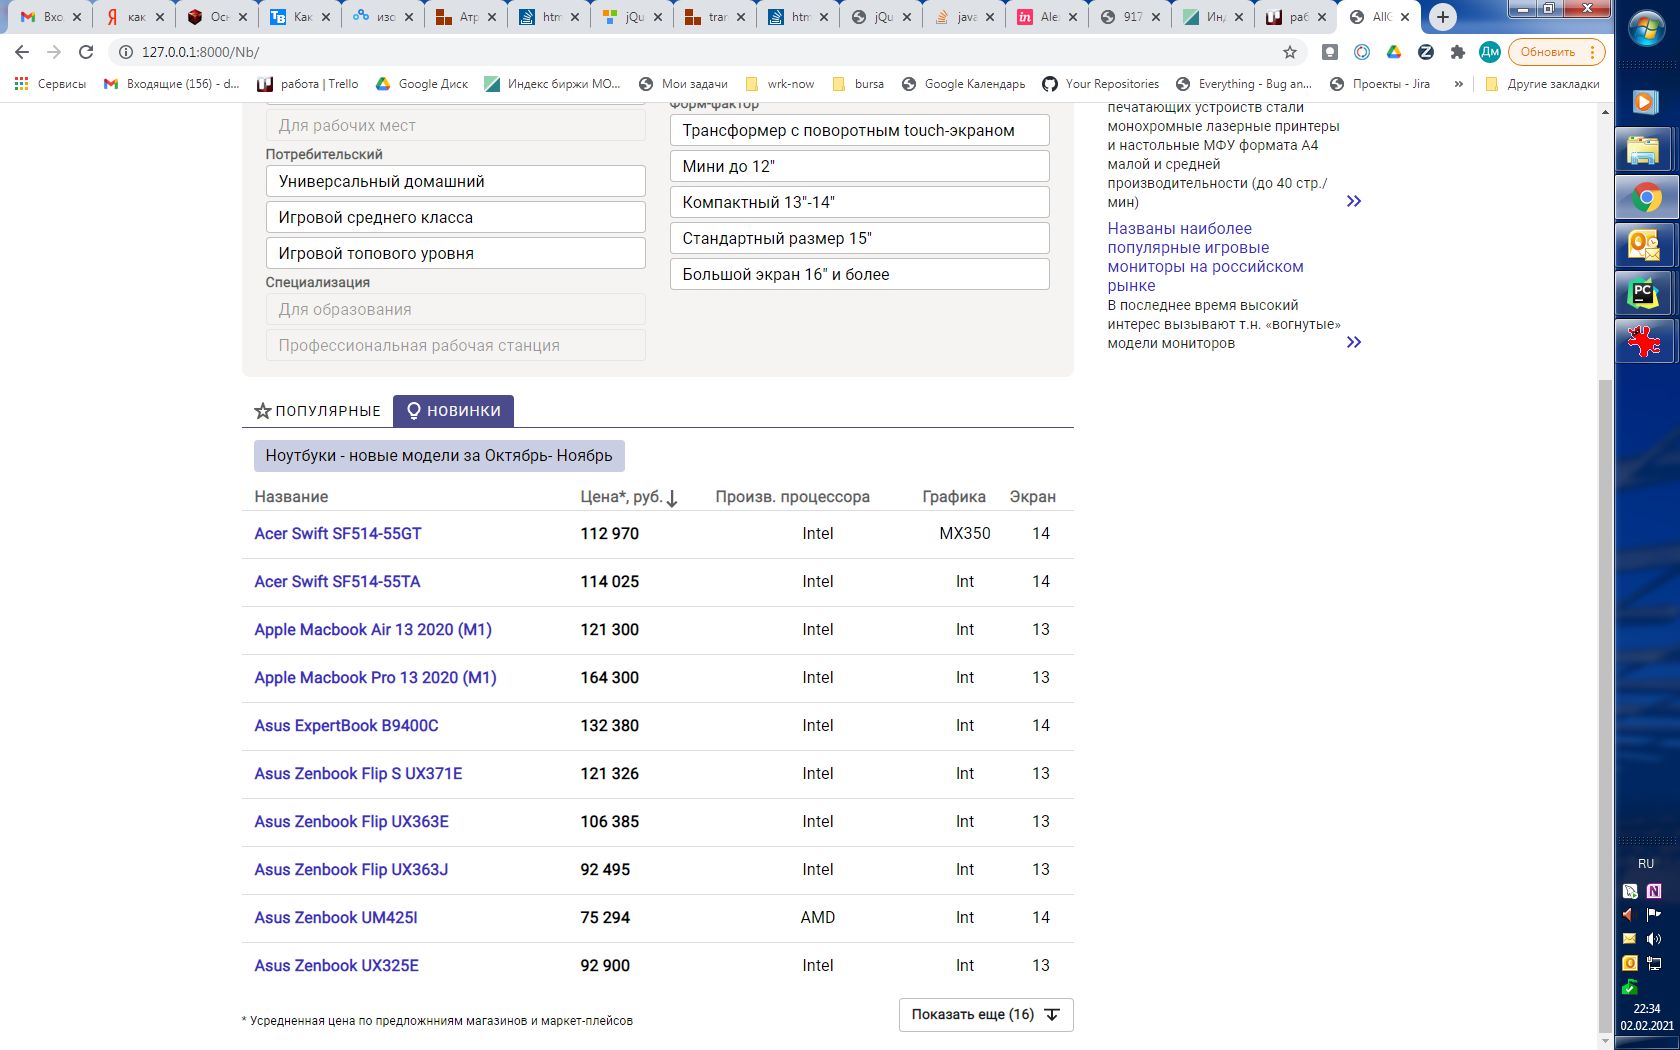 Вхо
как
Осн
Как
изо
Атр
htm
jQu
tran
htm
jQu
java
Ale
917
Инд
раб
AllG
127.0.0.1:8000/Nb/
Дм
Обновить
Сервисы
Входящие (156) - d...
работа | Trello
Google Диск
Индекс биржи MO...
Мои задачи
wrk-now
bursa
Google Календарь
Your Repositories
Everything - Bug an...
Проекты - Jira
Другие закладки
Для рабочих мест
Потребительский
Универсальный домашний
Игровой среднего класса
Игровой топового уровня
Специализация
Для образования
Профессиональная рабочая станция
Форм-фактор
Трансформер с поворотным touch-экраном
Мини до 12"
Компактный 13"-14"
Стандартный размер 15"
Большой экран 16" и более
печатающих устройств стали
монохромные лазерные принтеры
и настольные МФУ формата А4
малой и средней
производительности (до 40 стр./
мин)
Названы наиболее
популярные игровые
мониторы на российском
рынке
В последнее время высокий
интерес вызывают т.н. «вогнутые»
модели мониторов
ПОПУЛЯРНЫЕ
НОВИНКИ
Ноутбуки - новые модели за Октябрь- Ноябрь
Название Цена*, руб. Произв. процессора Графика Экран
Acer Swift SF514-55GT 112 970 Intel MX350 14
Acer Swift SF514-55TA 114 025 Intel Int 14
Apple Macbook Air 13 2020 (M1) 121 300 Intel Int 13
Apple Macbook Pro 13 2020 (M1) 164 300 Intel Int 13
Asus ExpertBook B9400C 132 380 Intel Int 14
Asus Zenbook Flip S UX371E 121 326 Intel Int 13
Asus Zenbook Flip UX363E 106 385 Intel Int 13
Asus Zenbook Flip UX363J 92 495 Intel Int 13
Asus Zenbook UM425I 75 294 AMD Int 14
Asus Zenbook UX325E 92 900 Intel Int 13
* Усредненная цена по предложнниям магазинов и маркет-плейсов
Показать еще (16)
PC
RU
22:34
02.02.2021